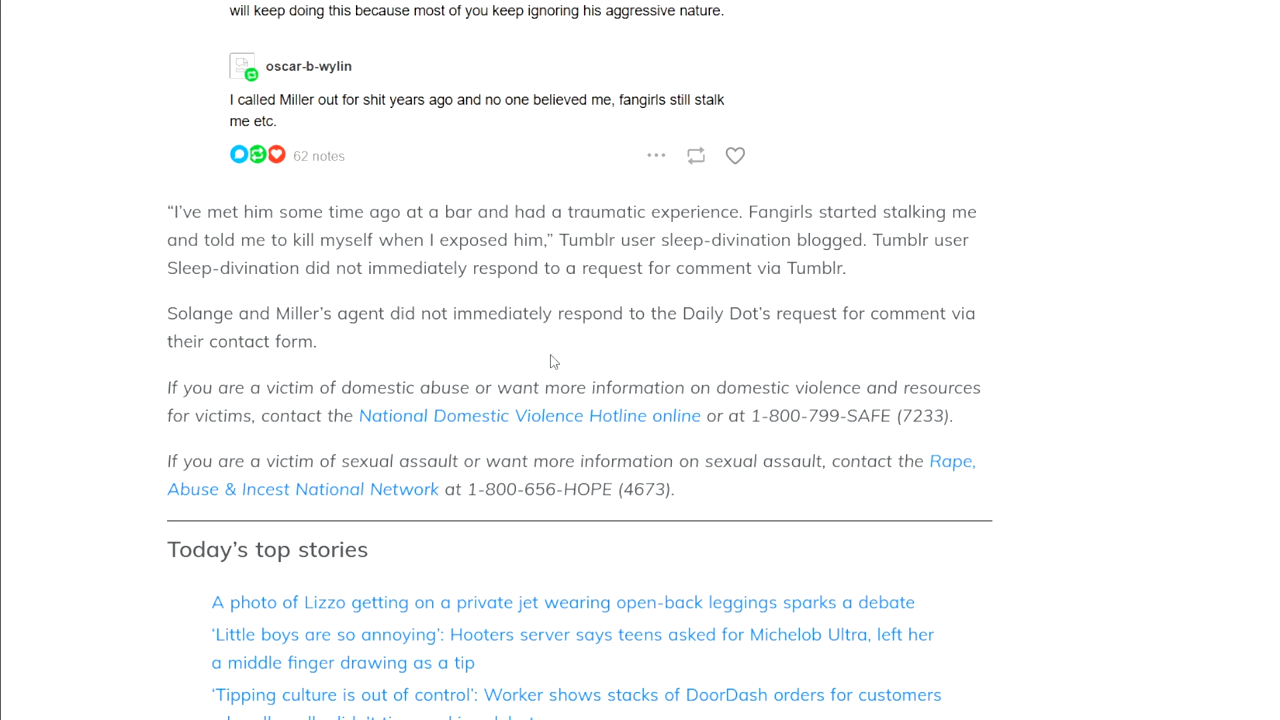 will keep doing this because most of you keep ignoring his aggressive nature.
oscar-b-wylin
I called Miller out for shit years ago and no one believed me, fangirls still stalk
me etc.
62 notes
“I’ve met him some time ago at a bar and had a traumatic experience. Fangirls started stalking me
and told me to kill myself when I exposed him,” Tumblr user sleep-divination blogged. Tumblr user
Sleep-divination did not immediately respond to a request for comment via Tumblr.
Solange and Miller’s agent did not immediately respond to the Daily Dot’s request for comment via
their contact form.
If you are a victim of domestic abuse or want more information on domestic violence and resources
for victims, contact the National Domestic Violence Hotline online or at 1-800-799-SAFE (7233).
If you are a victim of sexual assault or want more information on sexual assault, contact the Rape,
Abuse & Incest National Network at 1-800-656-HOPE (4673).
Today’s top stories
A photo of Lizzo getting on a private jet wearing open-back leggings sparks a debate
‘Little boys are so annoying’: Hooters server says teens asked for Michelob Ultra, left her
a middle finger drawing as a tip
‘Tipping culture is out of control’: Worker shows stacks of DoorDash orders for customers